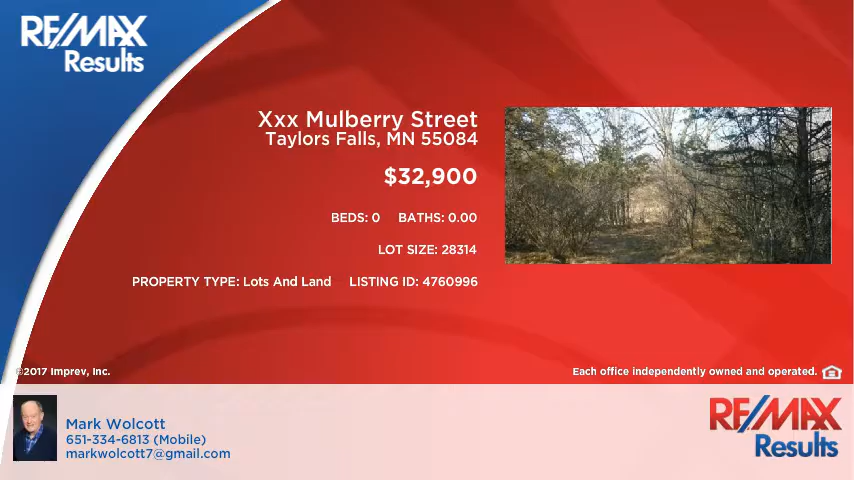 RE/MAX
Results
Xxx Mulberry Street
Taylors Falls, MN 55084
$32,900
BEDS: 0 BATHS: 0.00
LOT SIZE: 28314
PROPERTY TYPE: Lots And Land LISTING ID: 4760996
©2017 Imprev, Inc.
Each office independently owned and operated.
Mark Wolcott
651-334-6813 (Mobile)
markwolcott7@gmail.com
RE/MAX
Results